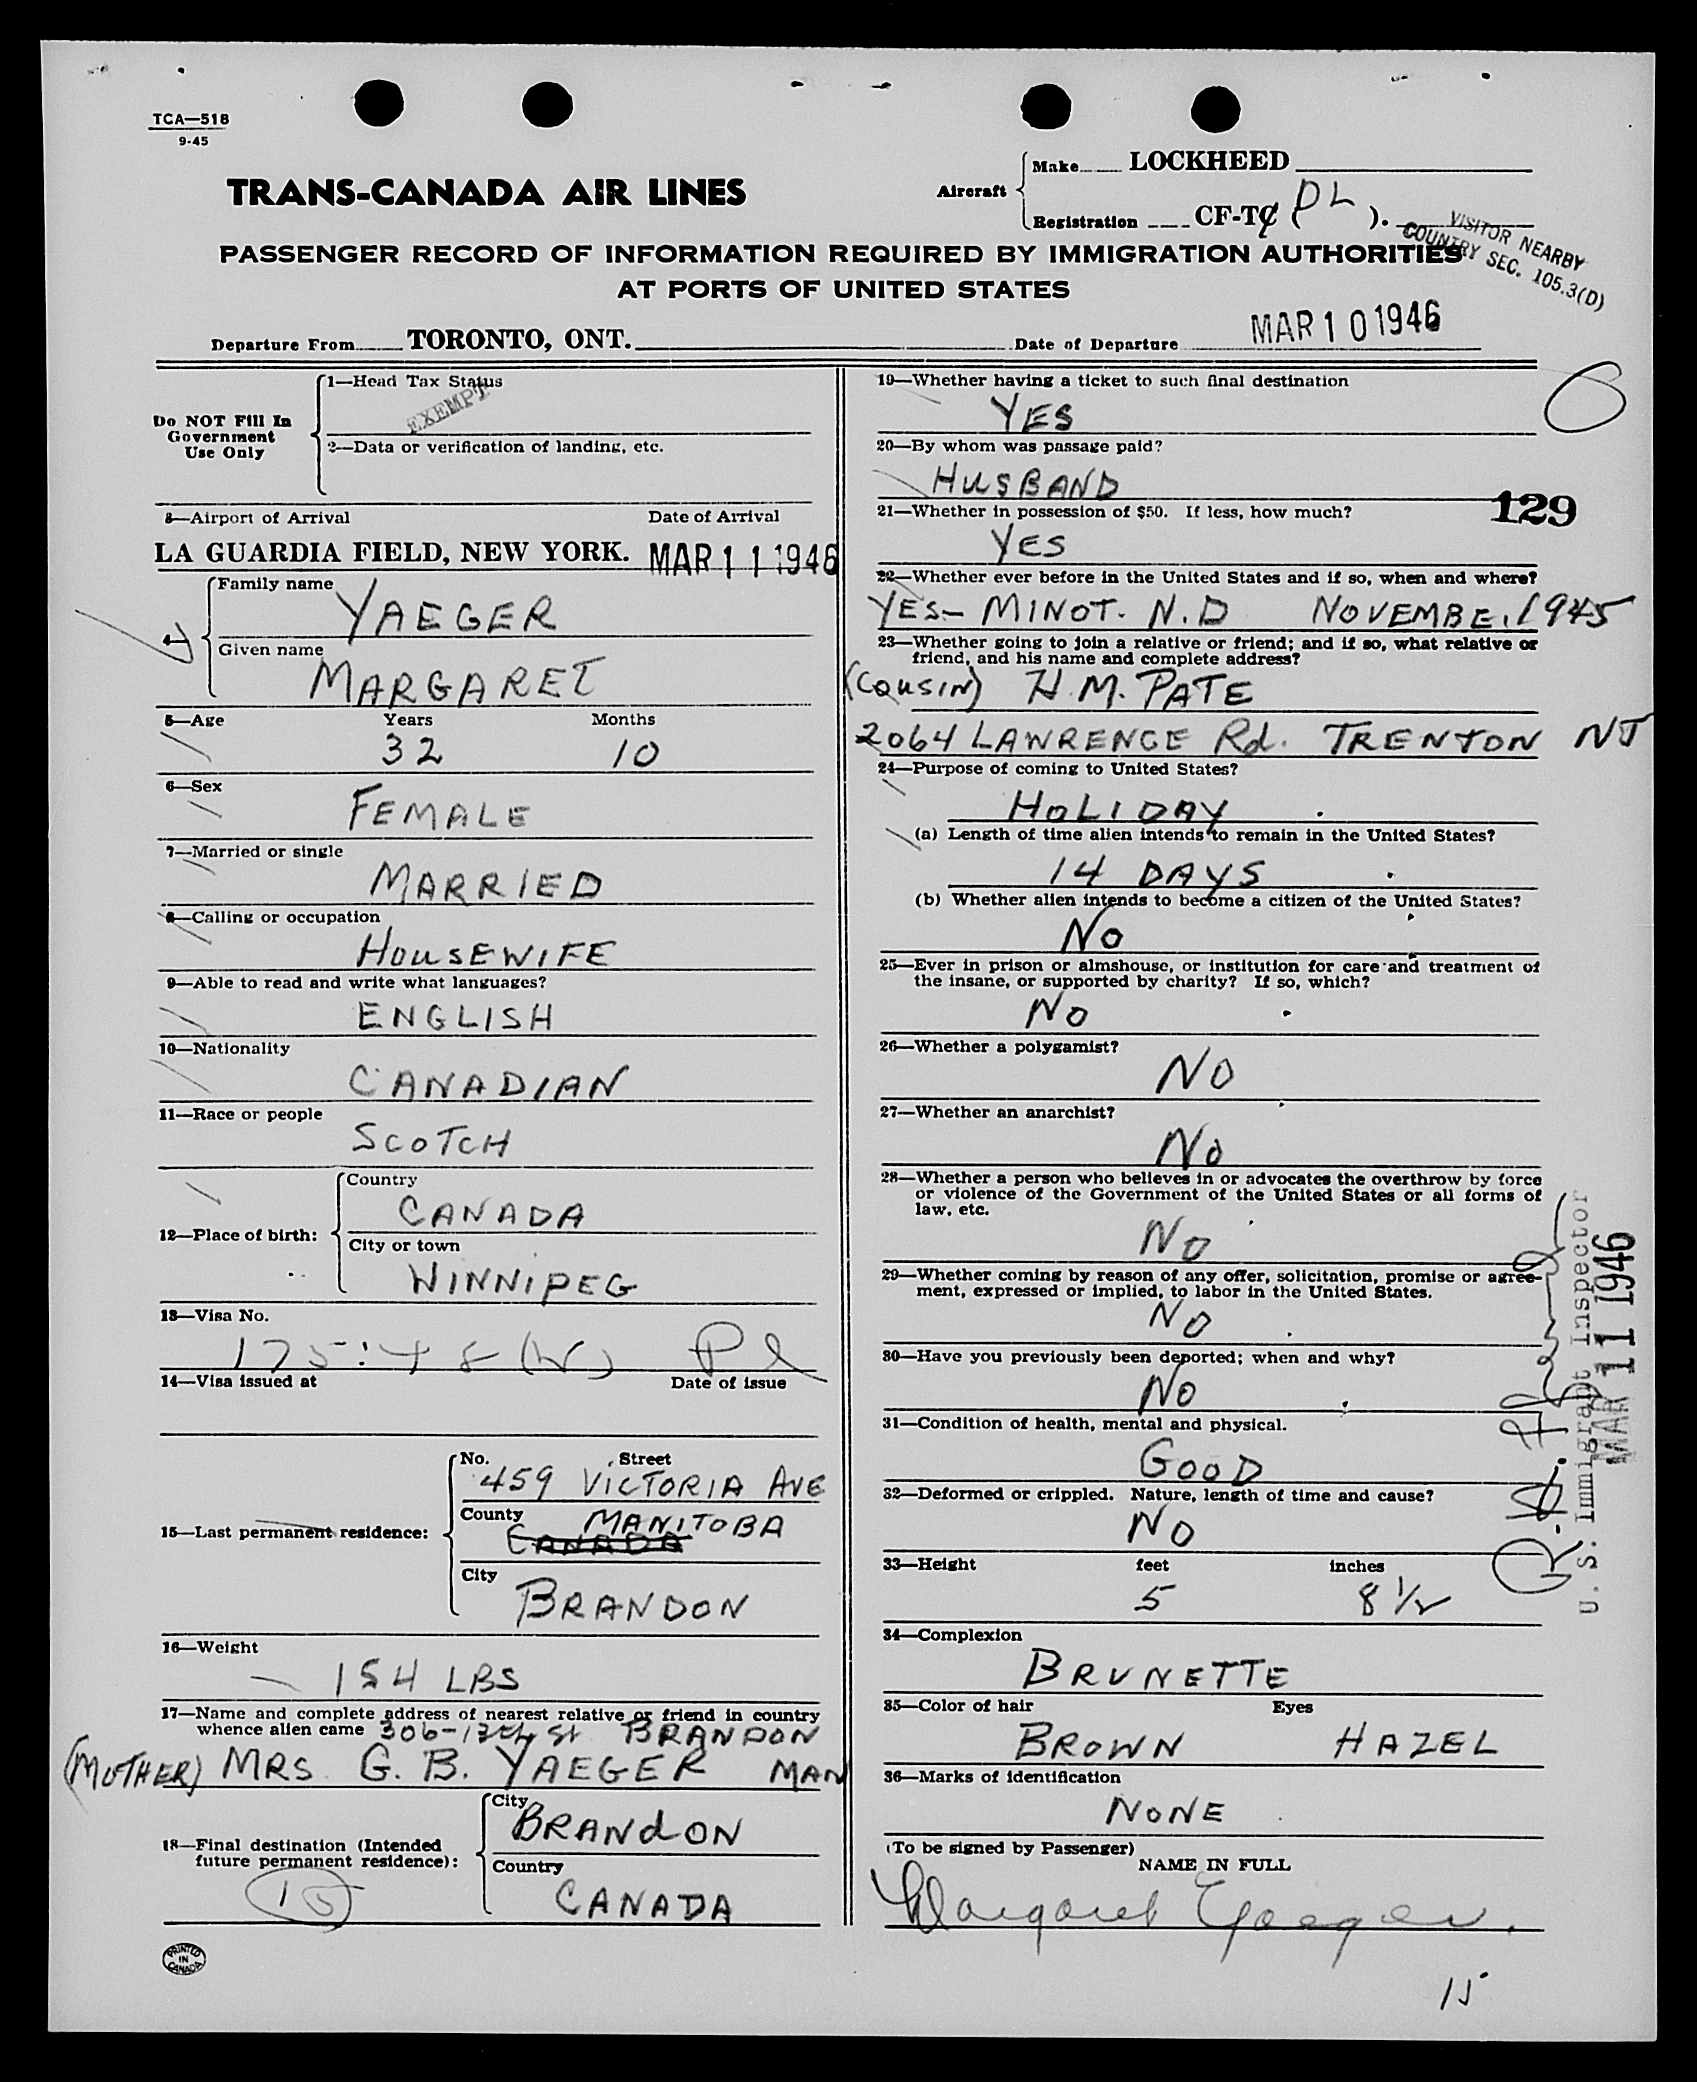 TCA—518
9-45
TRANS-CANADA AIR LINES
Aircraft
Make LOCKHEED
Registration CF-TC (DL).
VISITOR NEARBY
COUNTRY SEC. 105.3(D)
PASSENGER RECORD OF INFORMATION REQUIRED BY IMMIGRATION AUTHORITIES
AT PORTS OF UNITED STATES
Departure From TORONTO, ONT.
Date of Departure MAR 10 1946
Do NOT Fill In
Government
Use Only
1—Head Tax Status
EXEMPT
2—Data or verification of landing, etc.
3—Airport of Arrival Date of Arrival
LA GUARDIA FIELD, NEW YORK. MAR 11 1946
4—
Family name
YAEGER
Given name
MARGARET
5—Age Years Months
32 10
6—Sex
FEMALE
7—Married or single
MARRIED
8—Calling or occupation
HOUSEWIFE
9—Able to read and write what languages?
ENGLISH
10—Nationality
CANADIAN
11—Race or people
SCOTCH
12—Place of birth:
Country
CANADA
City or town
WINNIPEG
13—Visa No.
14—Visa issued at Date of issue
15—Last permanent residence:
No. Street
459 VICTORIA AVE
County MANITOBA
CANADA
City
BRANDON
16—Weight
154 LBS
17—Name and complete address of nearest relative or friend in country
whence alien came 306-13th St BRANDON
(MOTHER) MRS. G. B. YAEGER MAN
18—Final destination (Intended
future permanent residence):
City
BRANdON
Country
CANADA
15
PRINTED
IN
CANADA
19—Whether having a ticket to such final destination
YES
20—By whom was passage paid?
HUSBAND
129
21—Whether in possession of $50. If less, how much?
YES
22—Whether ever before in the United States and if so, when and where?
YES- MINOT. N.D NOVEMBE. 1945
23—Whether going to join a relative or friend; and if so, what relative or
friend, and his name and complete address?
(COUSIN) H. M. PATE
2064 LAWRENCE Rd. TRENTON NJ
24—Purpose of coming to United States?
HOLIDAY
(a) Length of time alien intends to remain in the United States?
14 DAYS
(b) Whether alien intends to become a citizen of the United States?
NO
25—Ever in prison or almshouse, or institution for care and treatment of
the insane, or supported by charity? If so, which?
NO
26—Whether a polygamist?
NO
27—Whether an anarchist?
NO
28—Whether a person who believes in or advocates the overthrow by force
or violence of the Government of the United States or all forms of
law, etc.
NO
29—Whether coming by reason of any offer, solicitation, promise or agree-
ment, expressed or implied, to labor in the United States.
NO
30—Have you previously been deported; when and why?
NO
31—Condition of health, mental and physical.
GOOD
32—Deformed or crippled. Nature, length of time and cause?
NO
33—Height feet inches
5 8 1/2
34—Complexion
BRUNETTE
35—Color of hair Eyes
BROWN HAZEL
36—Marks of identification
NONE
(To be signed by Passenger)
NAME IN FULL
Margaret Yaeger.
15
U.S. Immigrant Inspector
MAR 11 1946